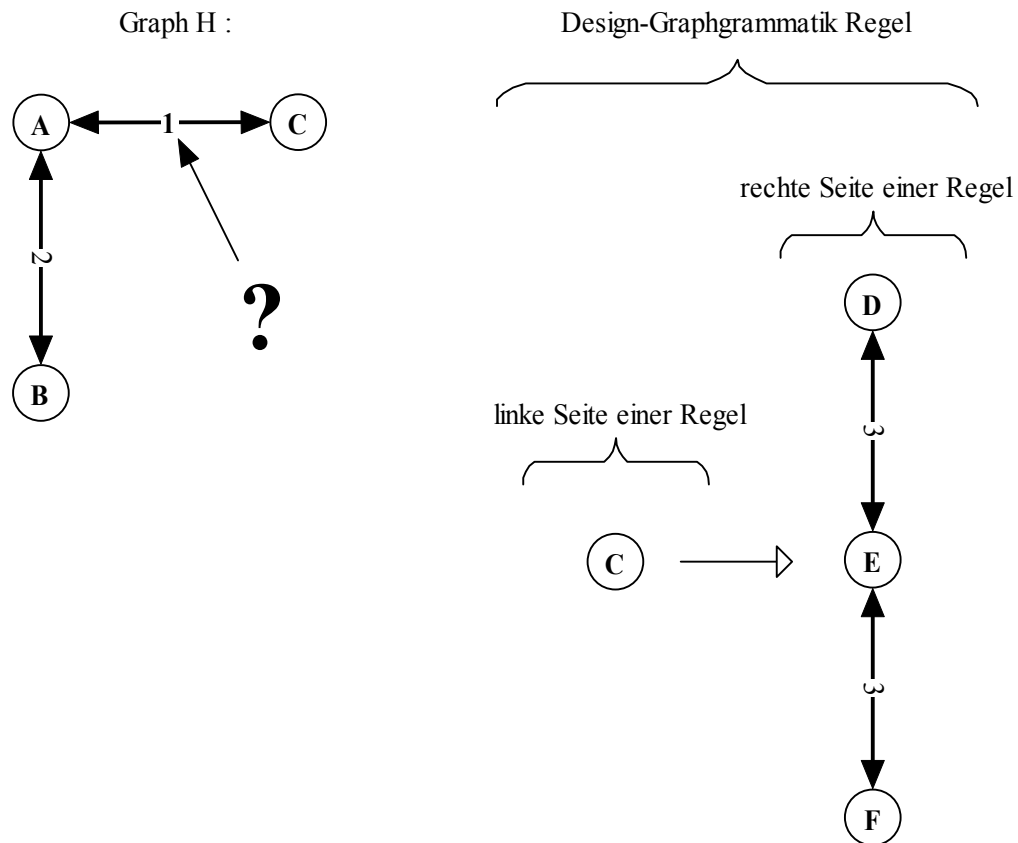 Graph H :
Design-Graphgrammatik Regel
A
1
C
rechte Seite einer Regel
2
?
D
B
linke Seite einer Regel
3
C
E
3
F